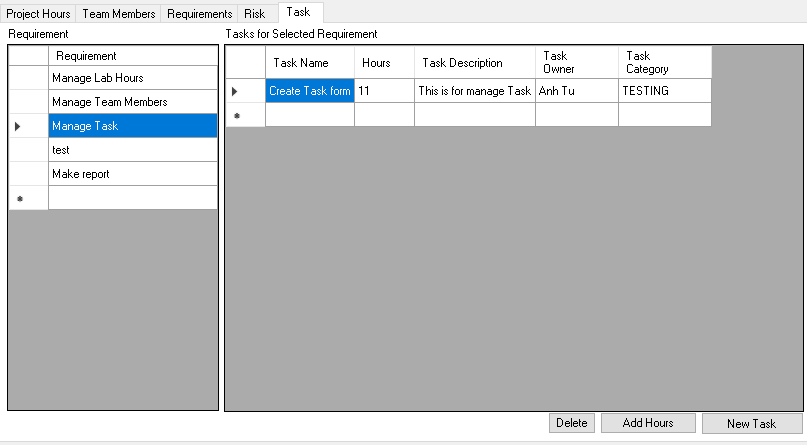 Project Hours Team Members Requirements Risk Task
Requirement
Tasks for Selected Requirement
Requirement
Manage Lab Hours
Manage Team Members
Manage Task
test
Make report
Task Name Hours Task Description Task Owner Task Category
Create Task form 11 This is for manage Task Anh Tu TESTING
Delete Add Hours New Task